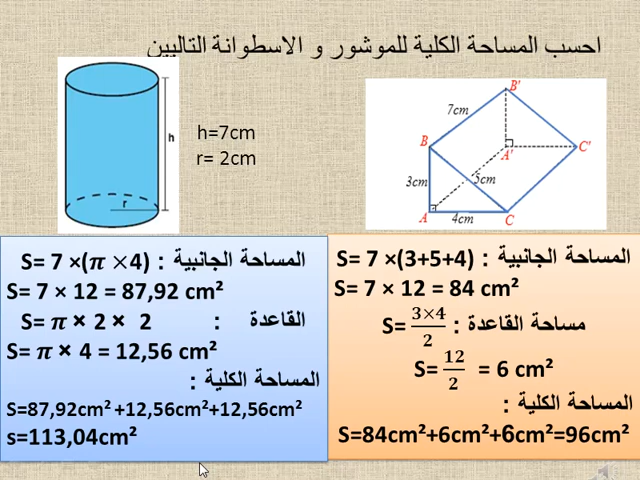 احسب المساحة الكلية للموشور و الاسطوانة التاليين
B'
7cm
B
C'
A'
3cm
5cm
A
4cm
C
h
r
h=7cm
r= 2cm
المساحة الجانبية : S= 7 ×(3+5+4)
S= 7 × 12 = 84 cm²
مساحة القاعدة : S= 3×4/2
S= 12/2 = 6 cm²
المساحة الكلية :
S=84cm²+6cm²+6cm²=96cm²
المساحة الجانبية : S= 7 ×(π ×4)
S= 7 × 12 = 87,92 cm²
القاعدة : S= π × 2 × 2
S= π × 4 = 12,56 cm²
المساحة الكلية :
S=87,92cm² +12,56cm²+12,56cm²
s=113,04cm²